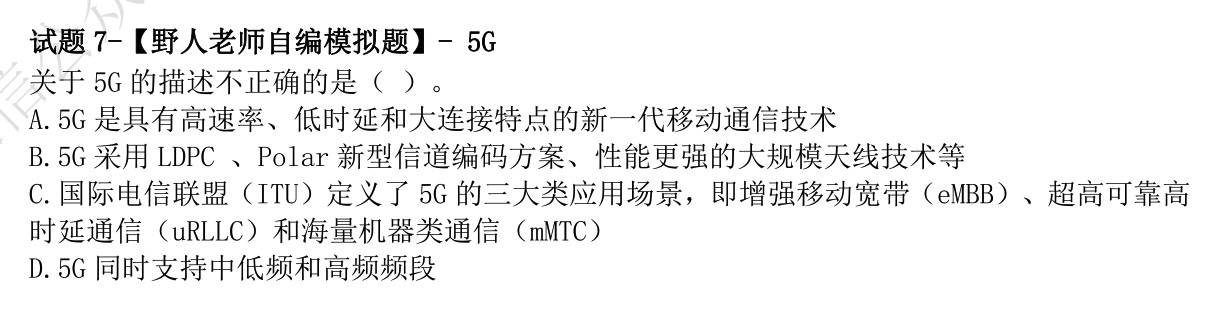 试题 7-【野人老师自编模拟题】- 5G
关于 5G 的描述不正确的是（ ）。
A.5G 是具有高速率、低时延和大连接特点的新一代移动通信技术
B.5G 采用 LDPC 、Polar 新型信道编码方案、性能更强的大规模天线技术等
C.国际电信联盟（ITU）定义了 5G 的三大类应用场景，即增强移动宽带（eMBB）、超高可靠高
时延通信（uRLLC）和海量机器类通信（mMTC）
D.5G 同时支持中低频和高频频段